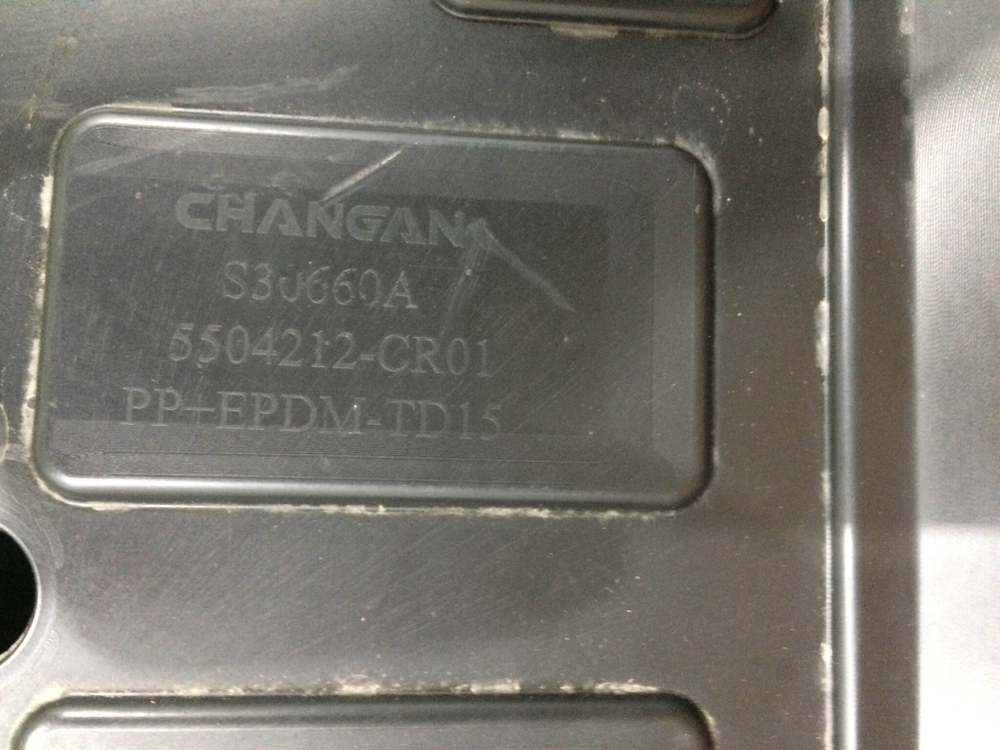 CHANGAN
S30660A
5504212-CR01
PP+EPDM-TD15